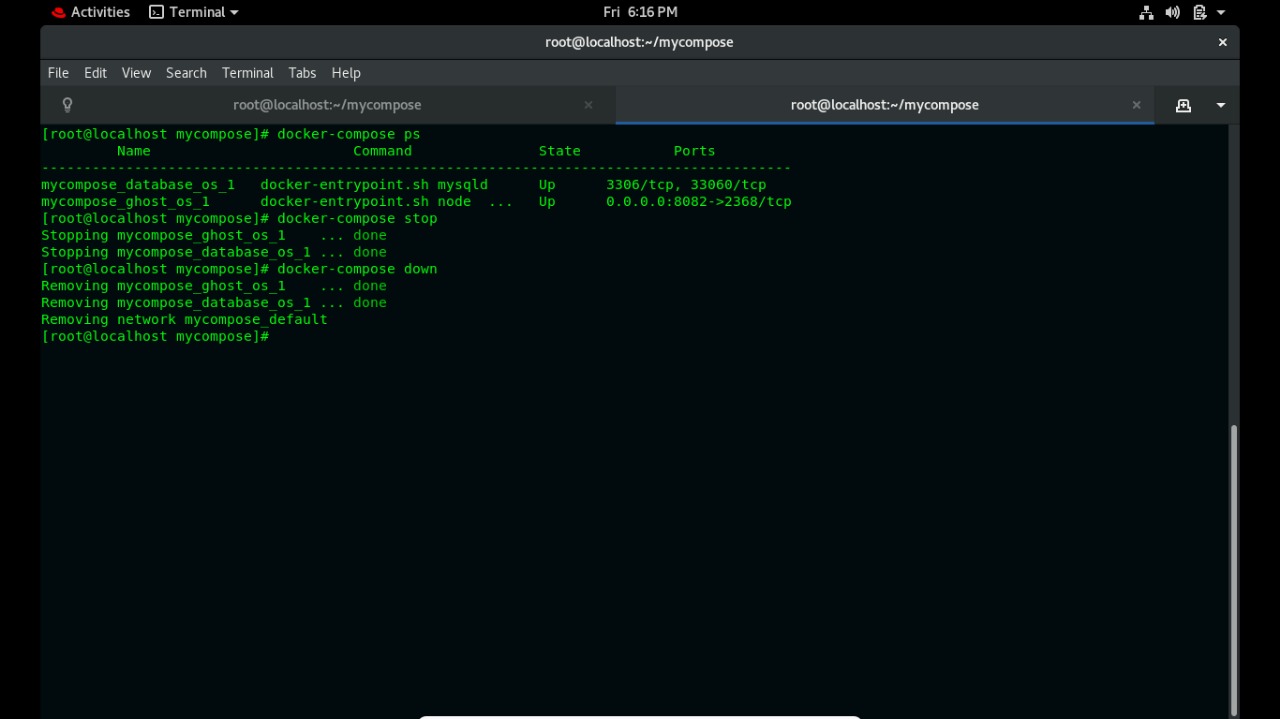 Activities Terminal Fri 6:16 PM
root@localhost:~/mycompose
File Edit View Search Terminal Tabs Help
root@localhost:~/mycompose root@localhost:~/mycompose
[root@localhost mycompose]# docker-compose ps
Name Command State Ports
-----------------------------------------------------------------------------------------
mycompose_database_os_1 docker-entrypoint.sh mysqld Up 3306/tcp, 33060/tcp
mycompose_ghost_os_1 docker-entrypoint.sh node ... Up 0.0.0.0:8082->2368/tcp
[root@localhost mycompose]# docker-compose stop
Stopping mycompose_ghost_os_1 ... done
Stopping mycompose_database_os_1 ... done
[root@localhost mycompose]# docker-compose down
Removing mycompose_ghost_os_1 ... done
Removing mycompose_database_os_1 ... done
Removing network mycompose_default
[root@localhost mycompose]#